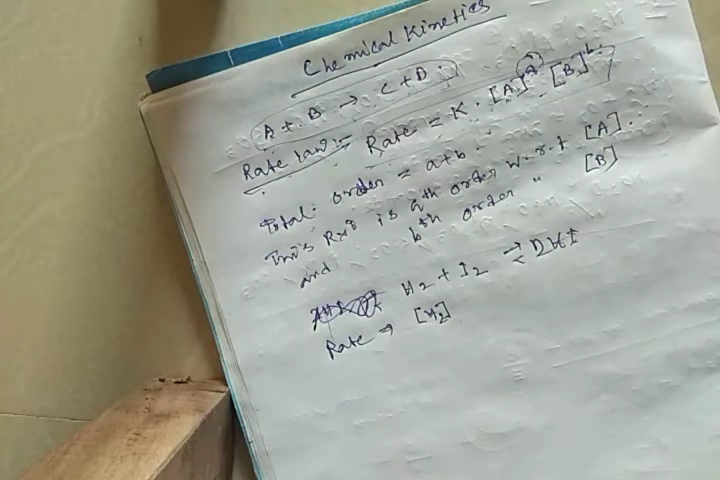 Chemical Kinetics
A + B → C + D.
Rate law:- Rate = K. [A]^a [B]^b.
Total order = a+b.
This Rxn is ath order w.r.t [A].
and bth order " [B]
H2 + I2 ⇌ 2HI
Rate → [H2]